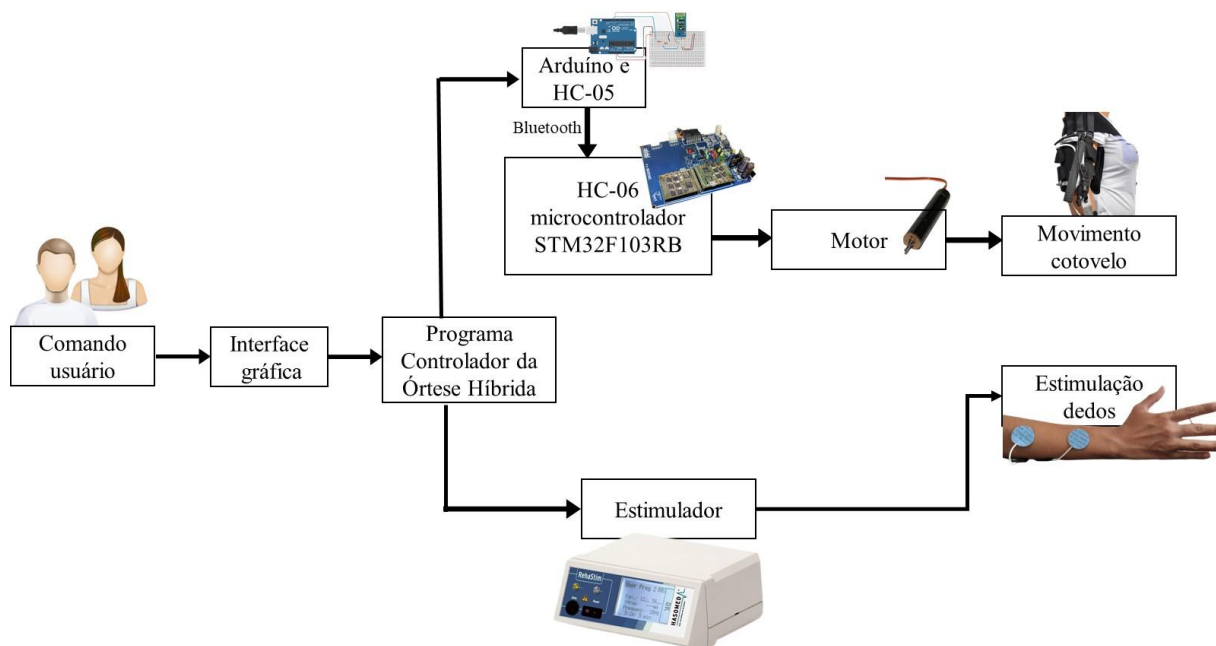 Arduíno e
HC-05
Bluetooth
HC-06
microcontrolador
STM32F103RB
Motor
Movimento
cotovelo
Comando
usuário
Interface
gráfica
Programa
Controlador da
Órtese Híbrida
Estimulação
dedos
Estimulador
RehaStim
HASOMED